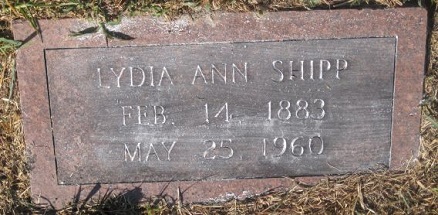 LYDIA ANN SHIPP
FEB. 14, 1883
MAY 25, 1960